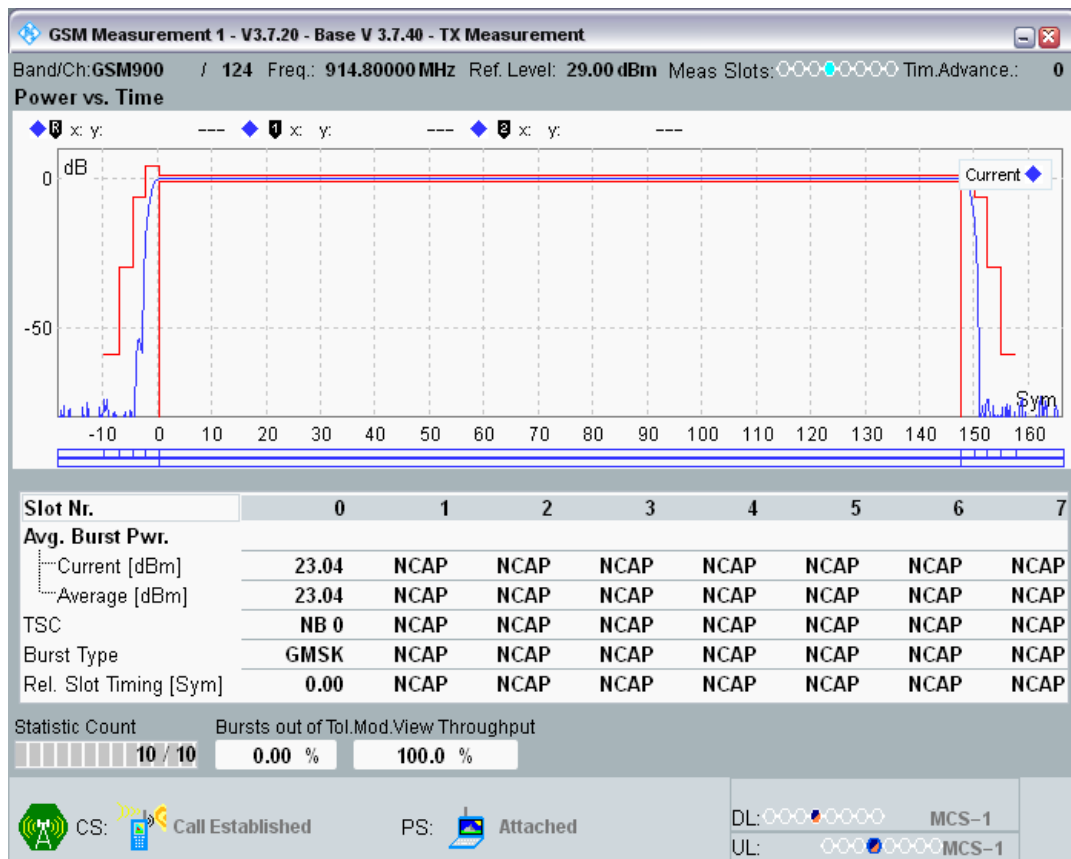 GSM Measurement 1 - V3.7.20 - Base V 3.7.40 - TX Measurement
Band/Ch:GSM900 / 124 Freq.: 914.80000 MHz Ref. Level: 29.00 dBm Meas Slots: Tim.Advance.: 0
Power vs. Time
R x: y: --- 1 x: y: --- 2 x: y: ---
dB
Current
0
-50
Sym
-10 0 10 20 30 40 50 60 70 80 90 100 110 120 130 140 150 160
Slot Nr. 0 1 2 3 4 5 6 7
Avg. Burst Pwr.
Current [dBm] 23.04 NCAP NCAP NCAP NCAP NCAP NCAP NCAP
Average [dBm] 23.04 NCAP NCAP NCAP NCAP NCAP NCAP NCAP
TSC NB 0 NCAP NCAP NCAP NCAP NCAP NCAP NCAP
Burst Type GMSK NCAP NCAP NCAP NCAP NCAP NCAP NCAP
Rel. Slot Timing [Sym] 0.00 NCAP NCAP NCAP NCAP NCAP NCAP NCAP
Statistic Count Bursts out of Tol.Mod.View Throughput
10 / 10 0.00 % 100.0 %
CS: Call Established PS: Attached
DL: MCS-1
UL: MCS-1